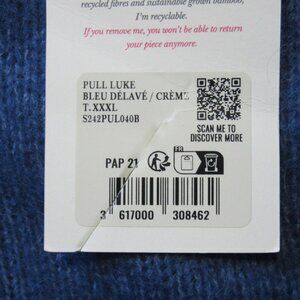 recycled fibres and sustainable grown bamboo,
I'm recyclable.
If you remove me, you won't be able to return
your piece anymore.
PULL LUKE
BLEU DÉLAVÉ / CRÈME
T. XXXL
S242PUL040B
SCAN ME TO
DISCOVER MORE
PAP 21
FR
3 617000 308462